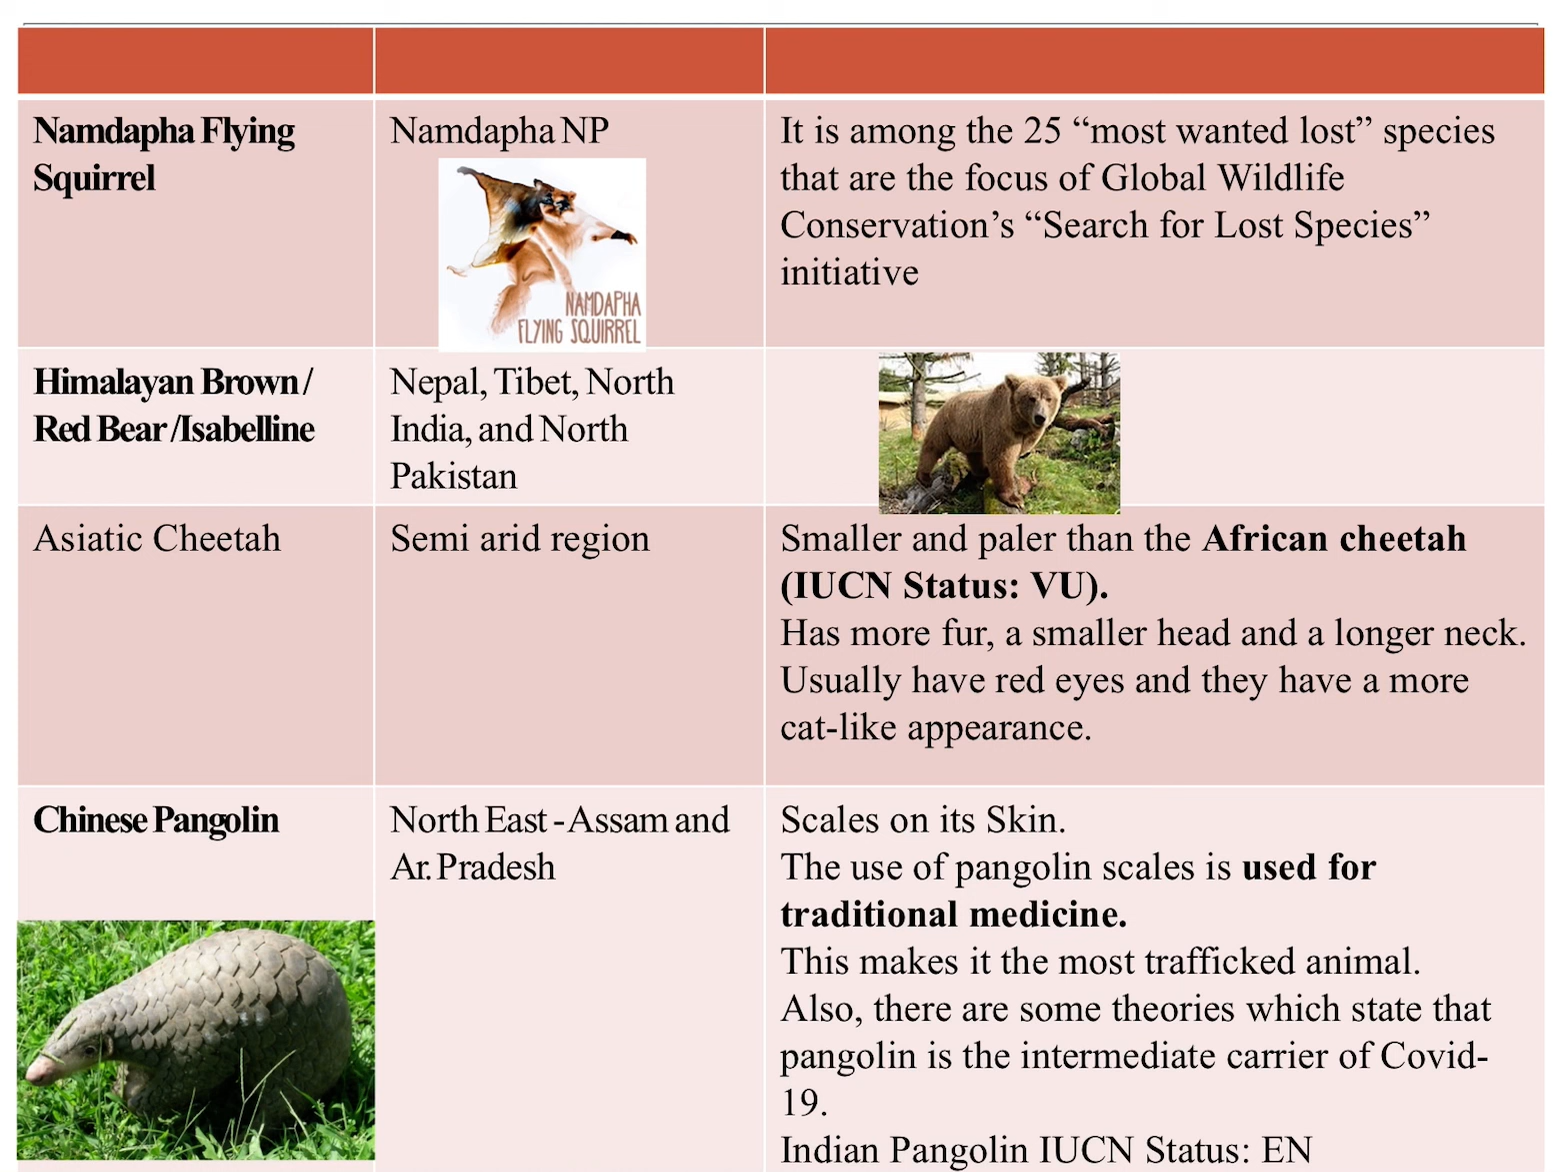 Namdapha Flying
Squirrel
Namdapha NP
NAMDAPHA
FLYING SQUIRREL
It is among the 25 “most wanted lost” species
that are the focus of Global Wildlife
Conservation’s “Search for Lost Species”
initiative
Himalayan Brown /
Red Bear /Isabelline
Nepal, Tibet, North
India, and North
Pakistan
Asiatic Cheetah
Semi arid region
Smaller and paler than the African cheetah
(IUCN Status: VU).
Has more fur, a smaller head and a longer neck.
Usually have red eyes and they have a more
cat-like appearance.
Chinese Pangolin
North East - Assam and
Ar. Pradesh
Scales on its Skin.
The use of pangolin scales is used for
traditional medicine.
This makes it the most trafficked animal.
Also, there are some theories which state that
pangolin is the intermediate carrier of Covid-
19.
Indian Pangolin IUCN Status: EN